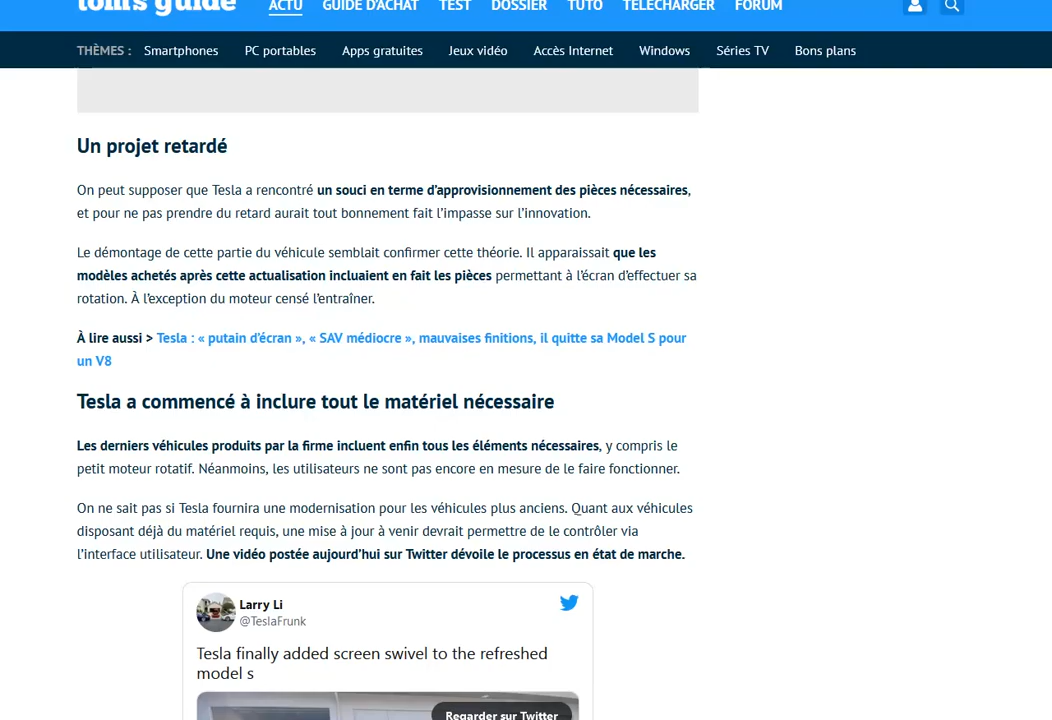 tom's guide
ACTU GUIDE D'ACHAT TEST DOSSIER TUTO TÉLÉCHARGER FORUM
THÈMES : Smartphones PC portables Apps gratuites Jeux vidéo Accès Internet Windows Séries TV Bons plans
Un projet retardé
On peut supposer que Tesla a rencontré un souci en terme d’approvisionnement des pièces nécessaires,
et pour ne pas prendre du retard aurait tout bonnement fait l’impasse sur l’innovation.
Le démontage de cette partie du véhicule semblait confirmer cette théorie. Il apparaissait que les
modèles achetés après cette actualisation incluaient en fait les pièces permettant à l’écran d’effectuer sa
rotation. À l’exception du moteur censé l’entraîner.
À lire aussi > Tesla : « putain d’écran », « SAV médiocre », mauvaises finitions, il quitte sa Model S pour
un V8
Tesla a commencé à inclure tout le matériel nécessaire
Les derniers véhicules produits par la firme incluent enfin tous les éléments nécessaires, y compris le
petit moteur rotatif. Néanmoins, les utilisateurs ne sont pas encore en mesure de le faire fonctionner.
On ne sait pas si Tesla fournira une modernisation pour les véhicules plus anciens. Quant aux véhicules
disposant déjà du matériel requis, une mise à jour à venir devrait permettre de le contrôler via
l’interface utilisateur. Une vidéo postée aujourd’hui sur Twitter dévoile le processus en état de marche.
Larry Li
@TeslaFrunk
Tesla finally added screen swivel to the refreshed
model s
Regarder sur Twitter